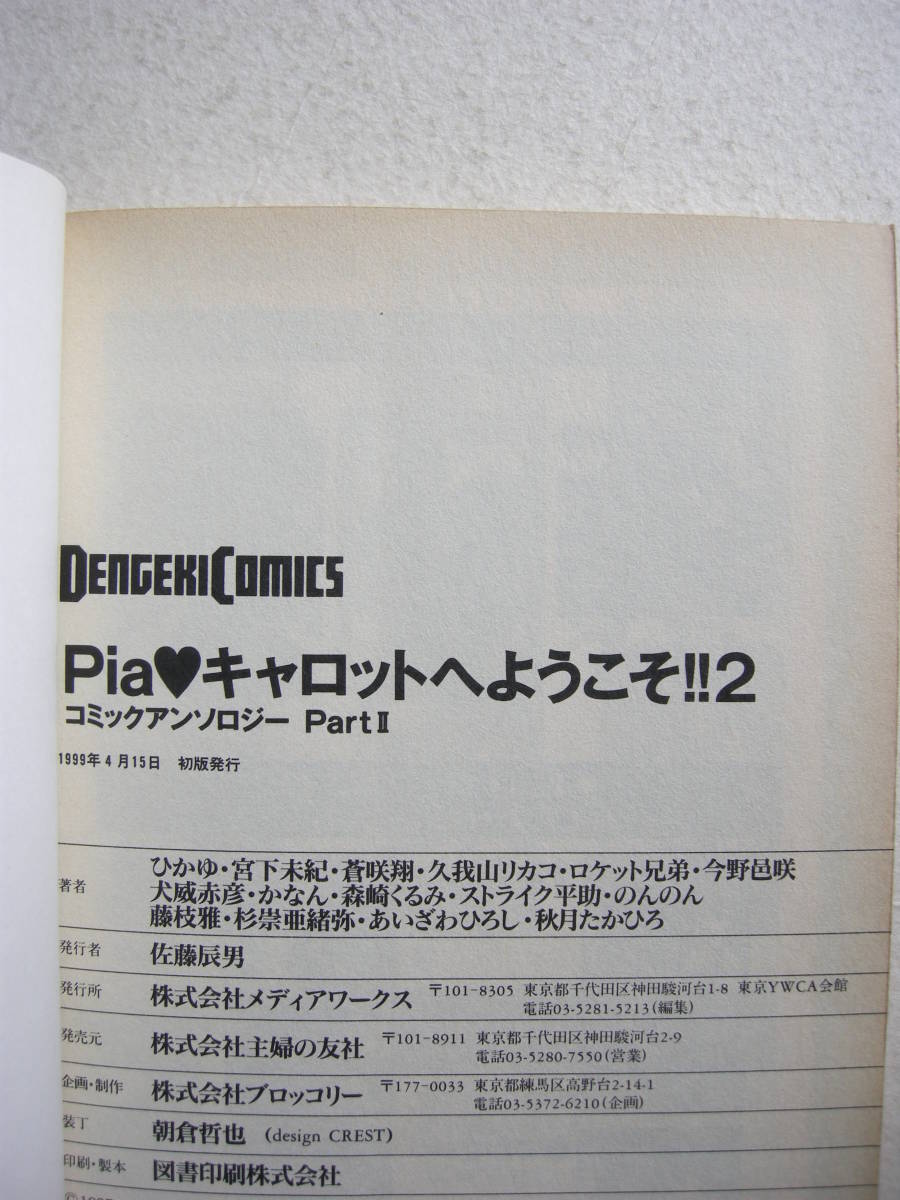 DENGEKI COMICS
Pia♥キャロットへようこそ!!2
コミックアンソロジー PartⅡ
1999年4月15日 初版発行
著者 ひかゆ・宮下未紀・蒼咲翔・久我山リカコ・ロケット兄弟・今野邑咲
犬威赤彦・かなん・森崎くるみ・ストライク平助・のんのん
藤枝雅・杉崇亜緒弥・あいざわひろし・秋月たかひろ
発行者 佐藤辰男
発行所 株式会社メディアワークス 〒101-8305 東京都千代田区神田駿河台1-8 東京YWCA会館
電話03-5281-5213(編集)
発売元 株式会社主婦の友社 〒101-8911 東京都千代田区神田駿河台2-9
電話03-5280-7550(営業)
企画・制作 株式会社ブロッコリー 〒177-0033 東京都練馬区高野台2-14-1
電話03-5372-6210(企画)
装丁 朝倉哲也 (design CREST)
印刷・製本 図書印刷株式会社